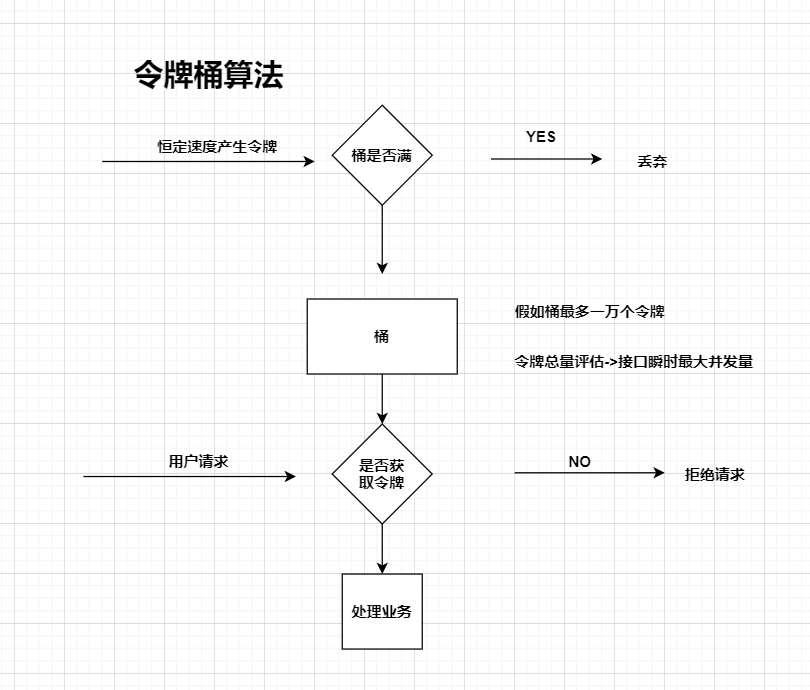 令牌桶算法
恒定速度产生令牌
桶是否满
YES
丢弃
桶
假如桶最多一万个令牌
令牌总量评估->接口瞬时最大并发量
用户请求
是否获
取令牌
NO
拒绝请求
处理业务